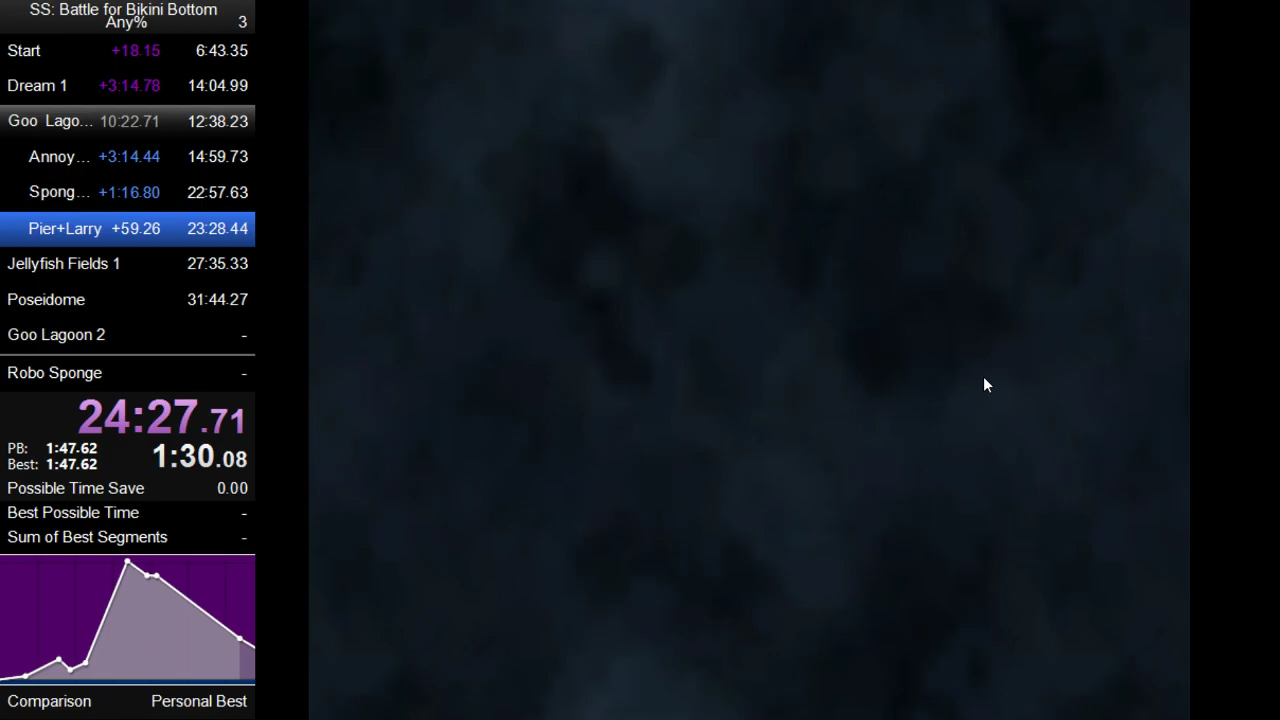 SS: Battle for Bikini Bottom
Any% 3
Start +18.15 6:43.35
Dream 1 +3:14.78 14:04.99
Goo Lago... 10:22.71 12:38.23
Annoy... +3:14.44 14:59.73
Spong... +1:16.80 22:57.63
Pier+Larry +59.26 23:28.44
Jellyfish Fields 1 27:35.33
Poseidome 31:44.27
Goo Lagoon 2 -
Robo Sponge -
24:27.71
PB: 1:47.62
Best: 1:47.62
1:30.08
Possible Time Save 0.00
Best Possible Time -
Sum of Best Segments -
Comparison Personal Best